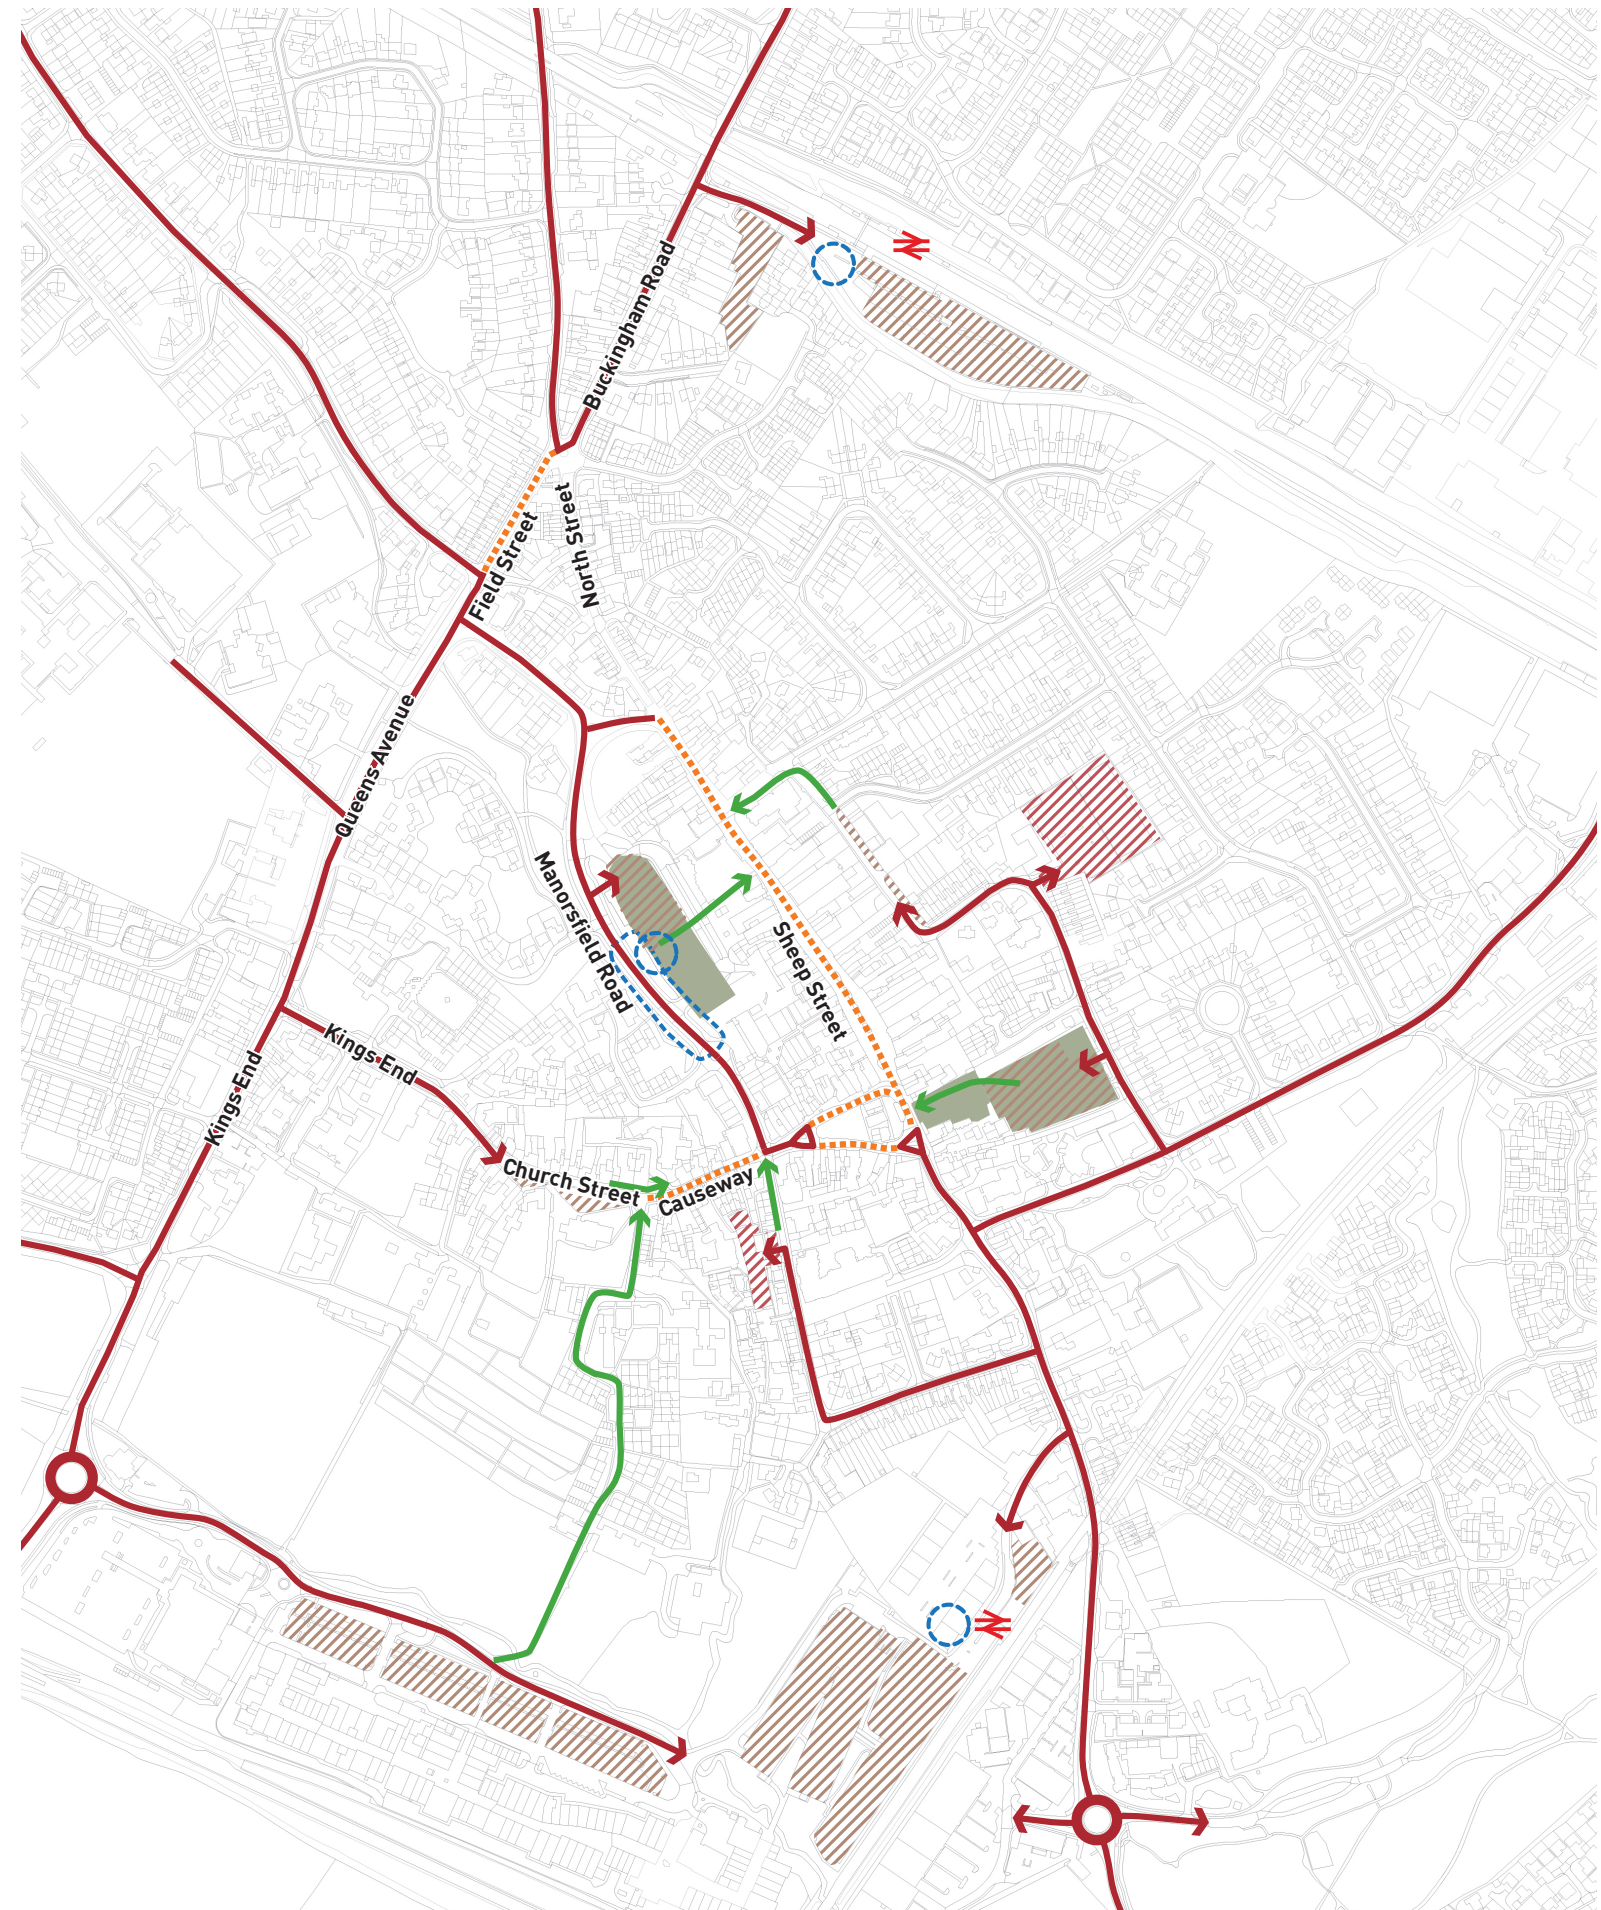 Buckingham Road
North Street
Field Street
Queens Avenue
Manorsfield Road
Sheep Street
Kings End
Kings End
Church Street
Causeway